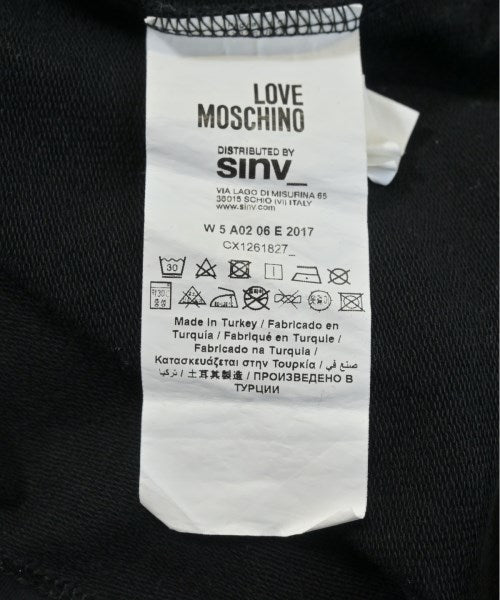 LOVE
MOSCHINO
DISTRIBUTED BY
sinv_
VIA LAGO DI MISURINA 65
36015 SCHIO (VI) ITALY
www.sinv.com
W 5 A02 06 E 2017
CX1261827_
30
Made in Turkey / Fabricado en
Turquía / Fabriqué en Turquie /
Fabricado na Turquia /
Κατασκευάζεται στην Τουρκία / صنع في
تركيا / 土耳其製造 / ПРОИЗВЕДЕНО В
ТУРЦИИ